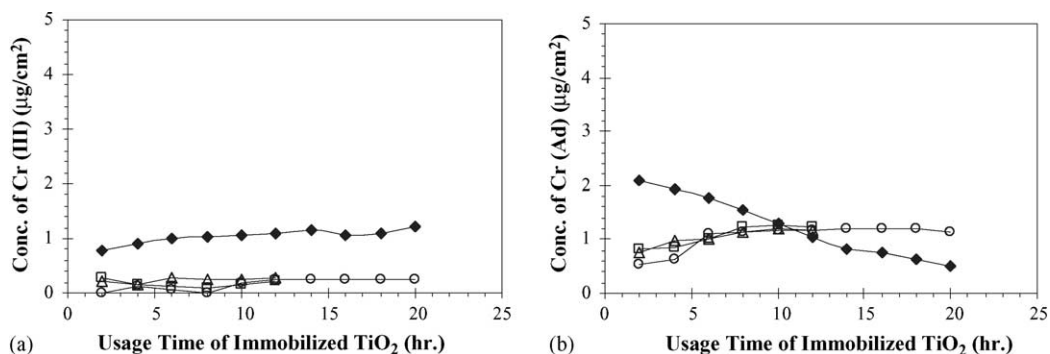 5
4
3
2
1
0
Conc. of Cr (III) (μg/cm²)
0 5 10 15 20 25
(a) Usage Time of Immobilized TiO₂ (hr.)
5
4
3
2
1
0
Conc. of Cr (Ad) (μg/cm²)
0 5 10 15 20 25
(b) Usage Time of Immobilized TiO₂ (hr.)